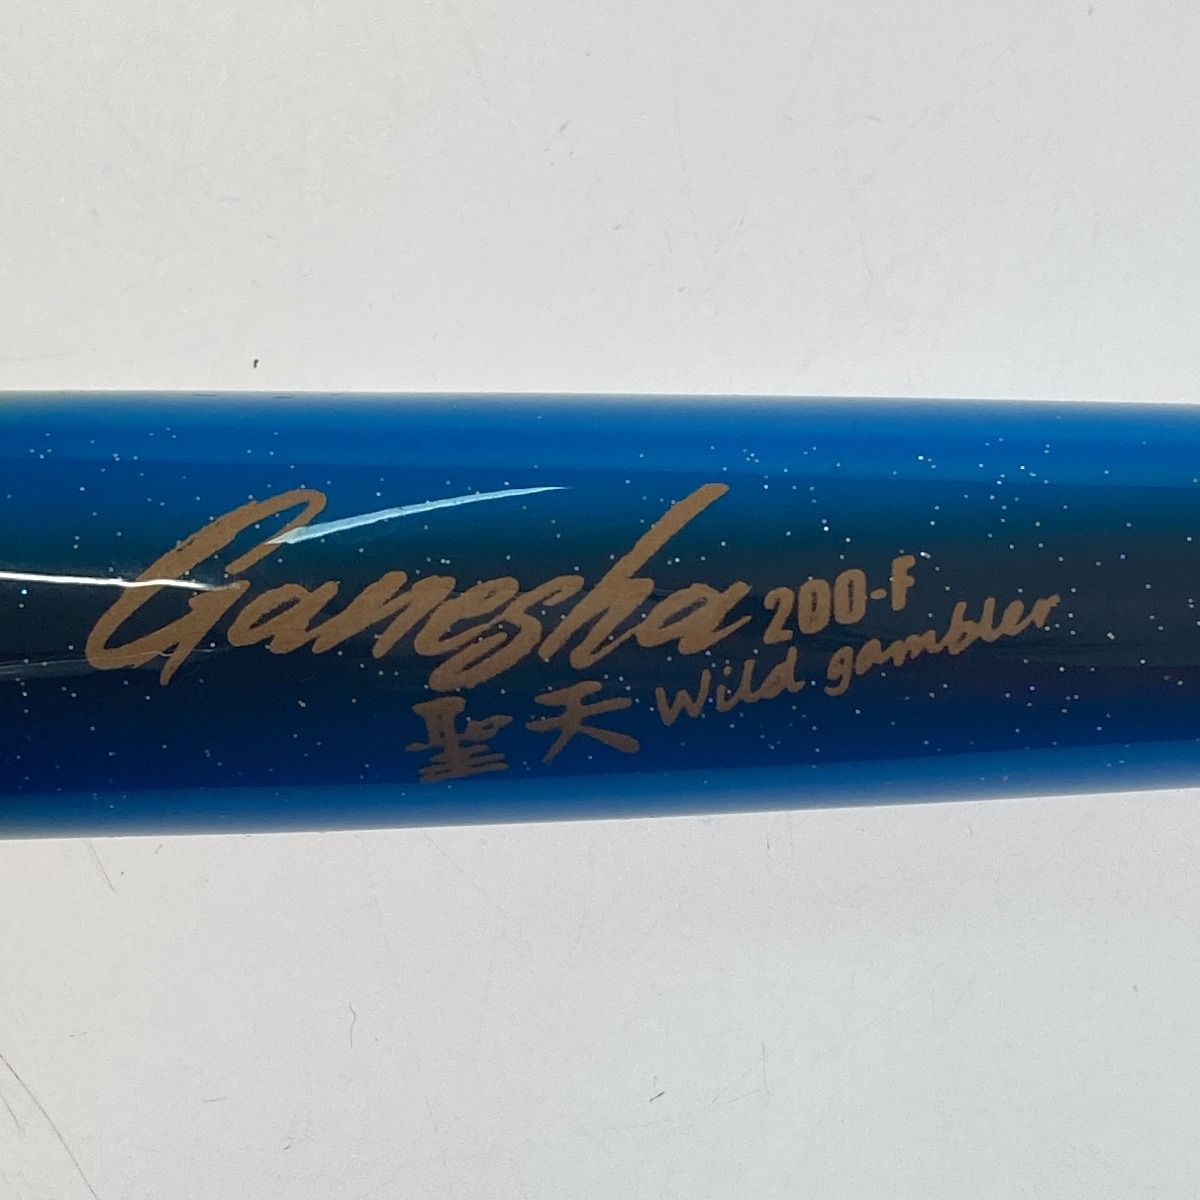 Ganesha 200-F
聖天 Wild gambler